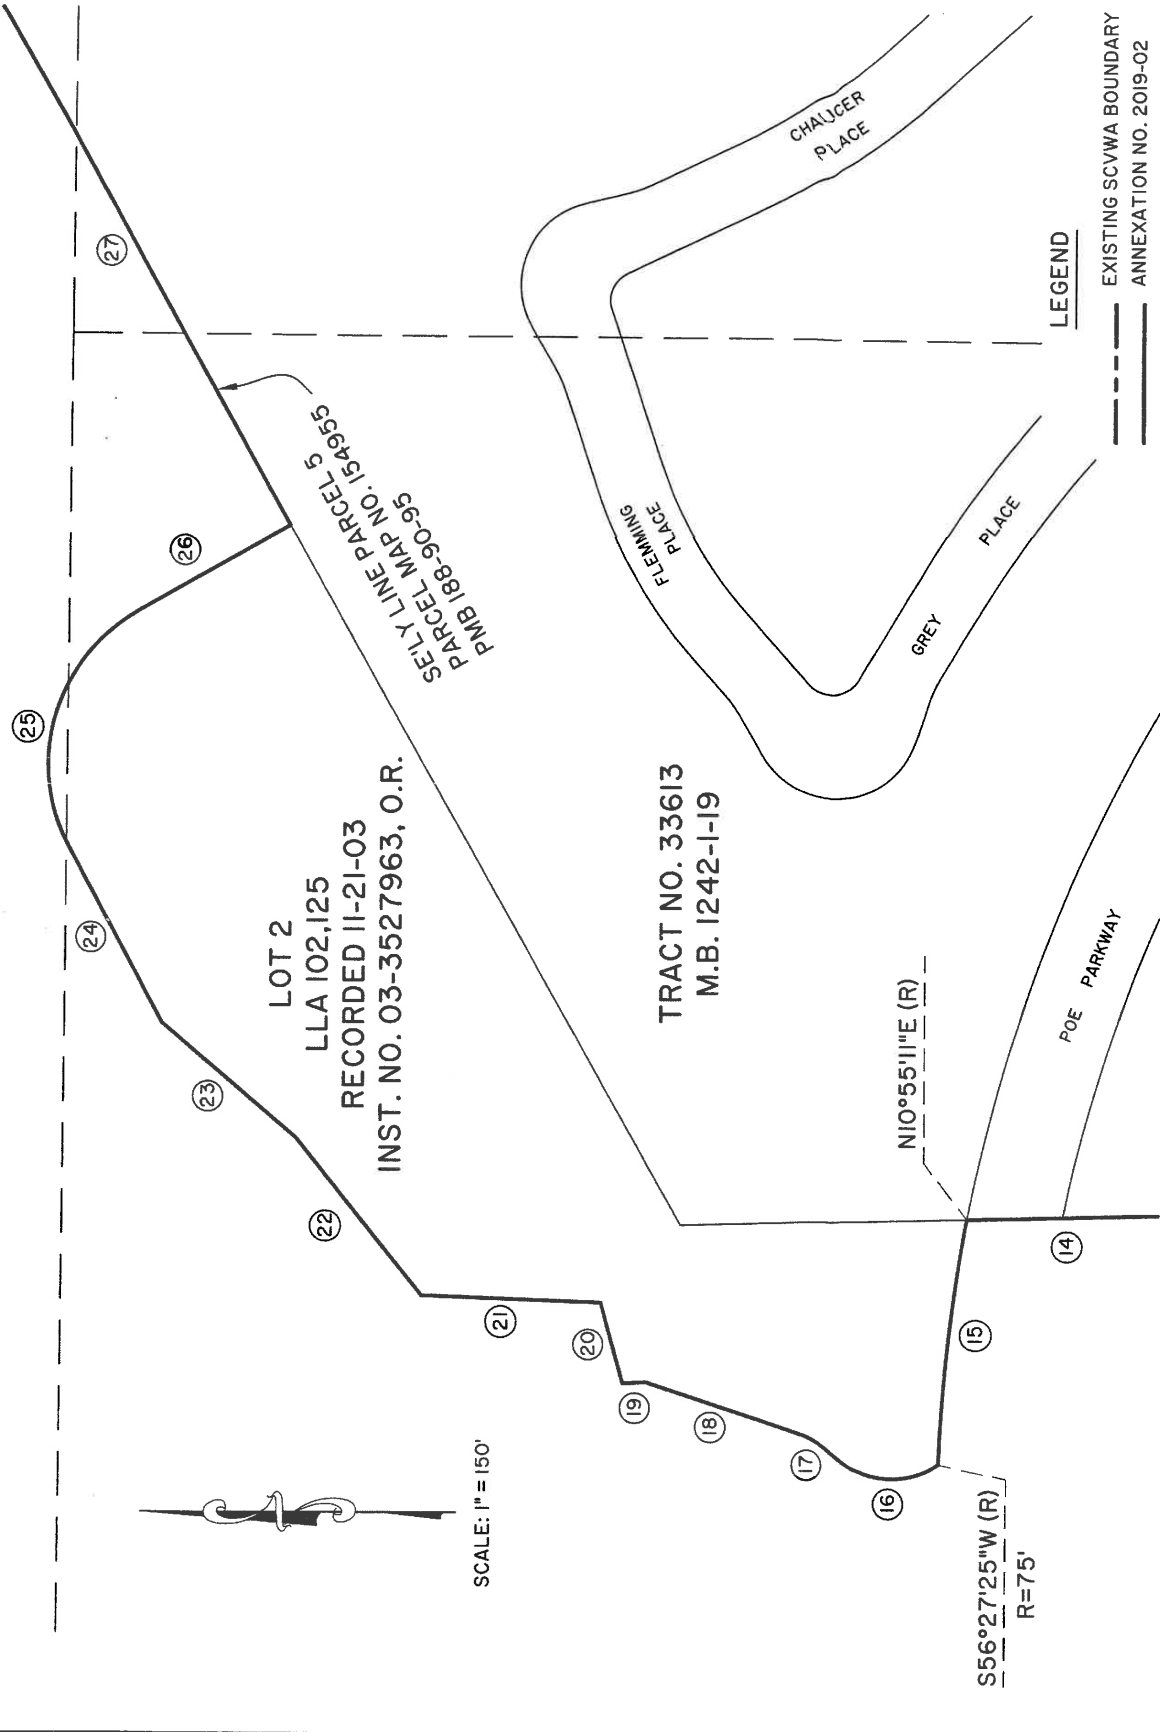 27
25
26
24
23
22
21
20
19
18
17
16
15
14
SE'LY LINE PARCEL 5
PARCEL MAP NO. 154955
PMB 188-90-95
LOT 2
LLA 102,125
RECORDED 11-21-03
INST. NO. 03-3527963, O.R.
TRACT NO. 33613
M.B. 1242-1-19
CHAUCER
PLACE
FLEMMING
PLACE
GREY PLACE
POE PARKWAY
N10°55'11"E (R)
S56°27'25"W (R)
R=75'
SCALE: 1" = 150'
LEGEND
EXISTING SCVWA BOUNDARY
ANNEXATION NO. 2019-02